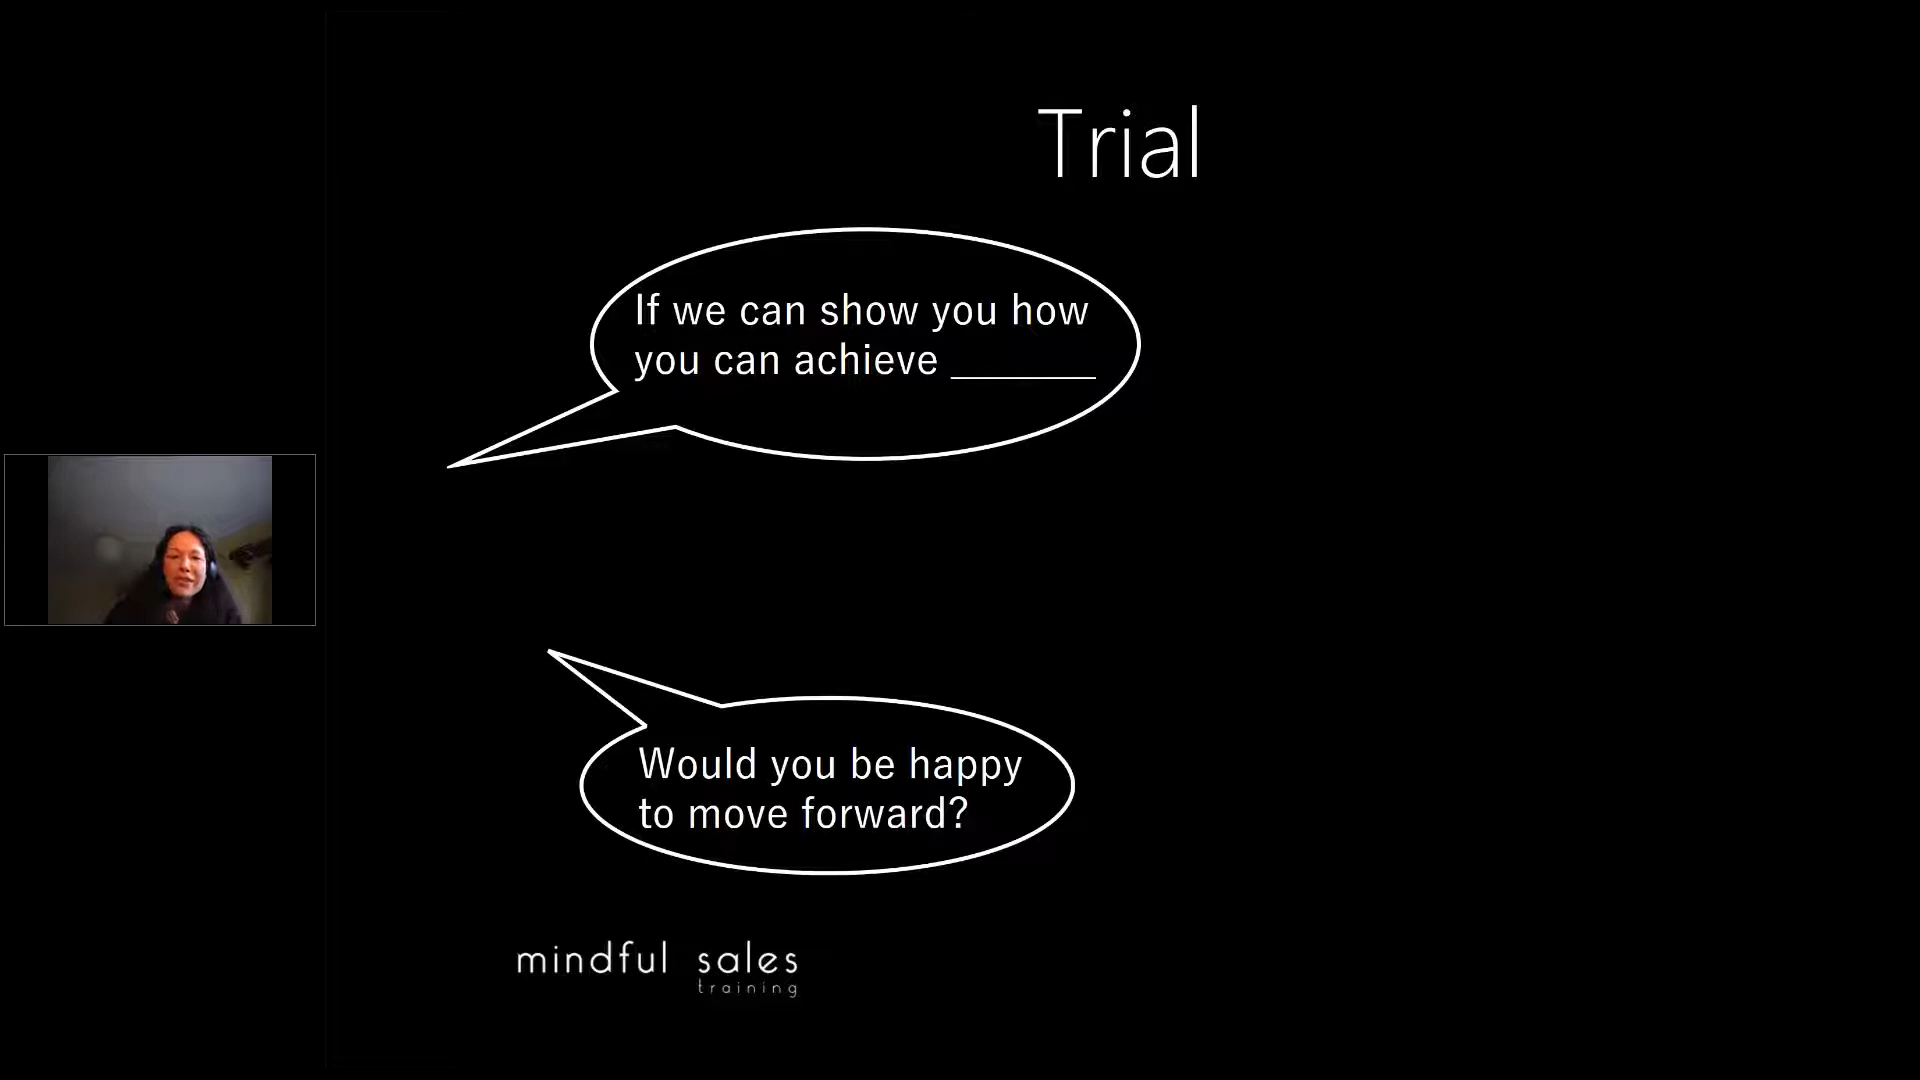 Trial
If we can show you how
you can achieve ________
Would you be happy
to move forward?
mindful sales
training